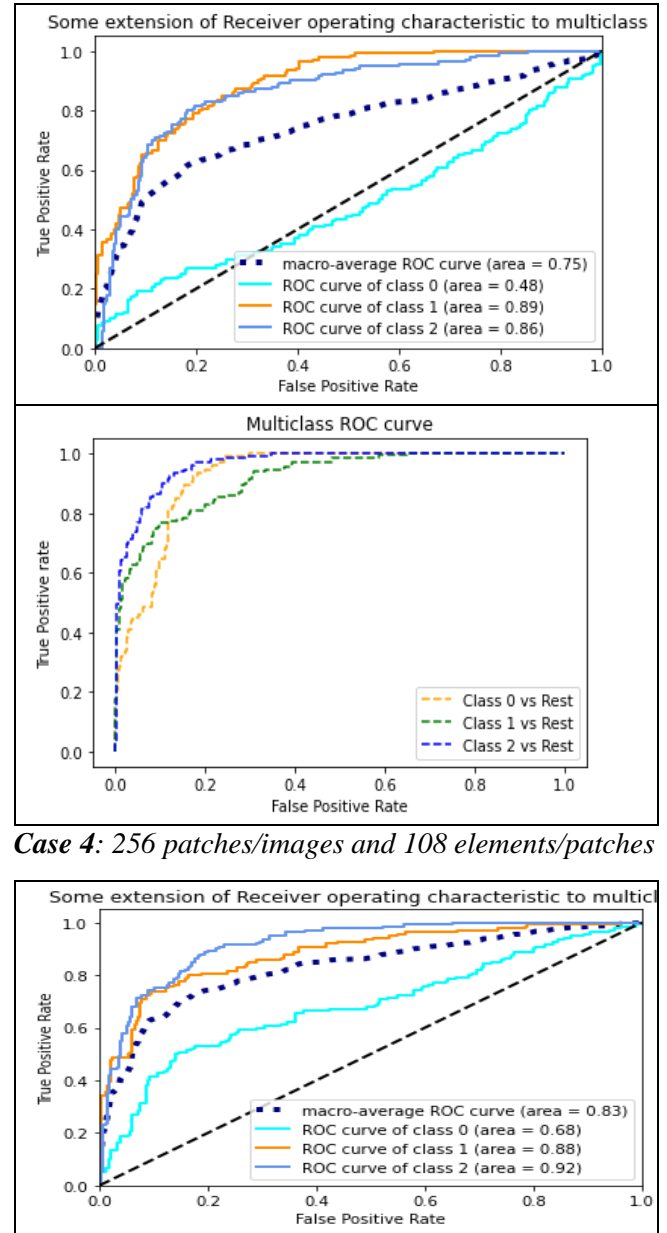 Some extension of Receiver operating characteristic to multiclass
1.0
0.8
0.6
0.4
0.2
0.0
True Positive Rate
macro-average ROC curve (area = 0.75)
ROC curve of class 0 (area = 0.48)
ROC curve of class 1 (area = 0.89)
ROC curve of class 2 (area = 0.86)
0.0 0.2 0.4 0.6 0.8 1.0
False Positive Rate
Multiclass ROC curve
1.0
0.8
0.6
0.4
0.2
0.0
True Positive rate
Class 0 vs Rest
Class 1 vs Rest
Class 2 vs Rest
0.0 0.2 0.4 0.6 0.8 1.0
False Positive Rate
Case 4: 256 patches/images and 108 elements/patches
Some extension of Receiver operating characteristic to multicl
1.0
0.8
0.6
0.4
0.2
0.0
True Positive Rate
macro-average ROC curve (area = 0.83)
ROC curve of class 0 (area = 0.68)
ROC curve of class 1 (area = 0.88)
ROC curve of class 2 (area = 0.92)
0.0 0.2 0.4 0.6 0.8 1.0
False Positive Rate